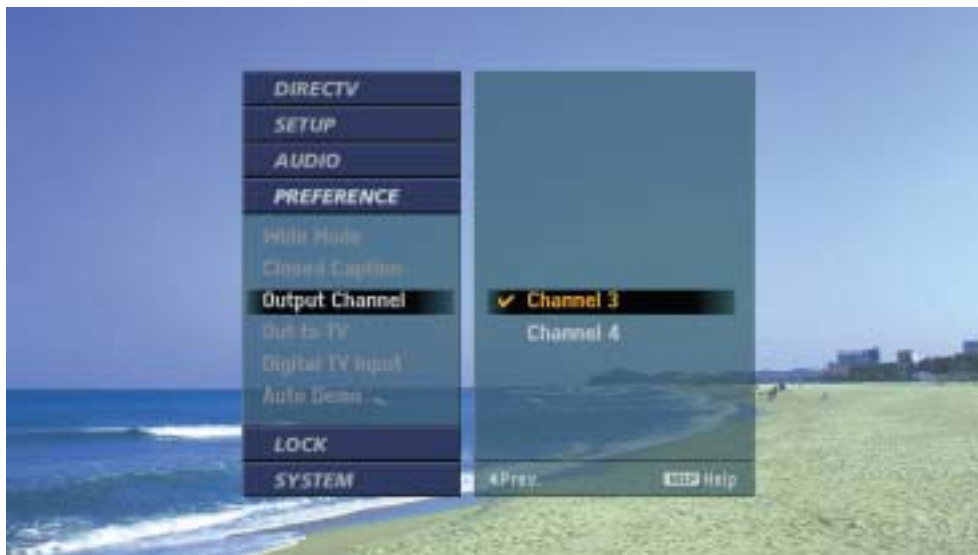 DIRECTV
SETUP
AUDIO
PREFERENCE
Wide Mode
Closed Caption
Output Channel
✔ Channel 3
Out to TV
Channel 4
Digital TV Input
Auto Demo
LOCK
SYSTEM
◀Prev.
HELP Help